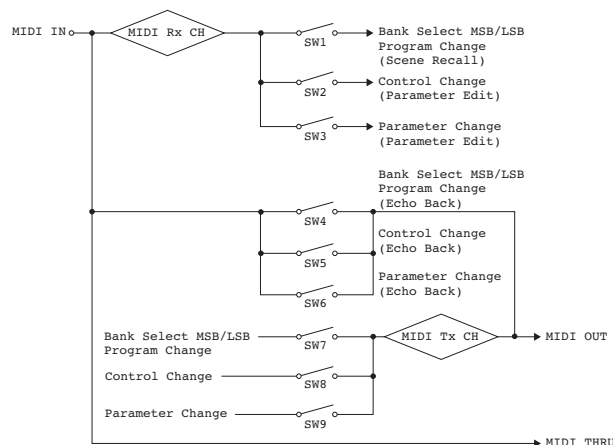 MIDI IN
MIDI Rx CH
SW1
Bank Select MSB/LSB
Program Change
(Scene Recall)
SW2
Control Change
(Parameter Edit)
SW3
Parameter Change
(Parameter Edit)
Bank Select MSB/LSB
Program Change
(Echo Back)
SW4
Control Change
(Echo Back)
SW5
Parameter Change
(Echo Back)
SW6
Bank Select MSB/LSB
Program Change
SW7
MIDI Tx CH
MIDI OUT
Control Change
SW8
Parameter Change
SW9
MIDI THRU